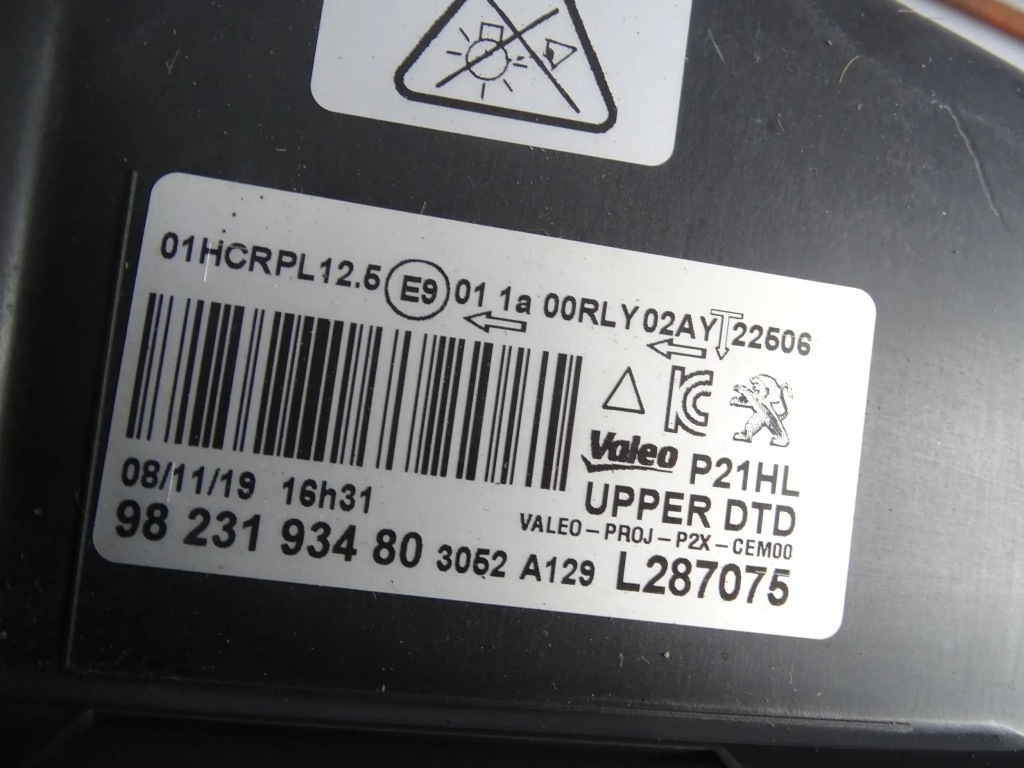 01HCRPL12.5 E9 01 1a 00RLY02AY 22506
Valeo P21HL
08/11/19 16h31 UPPER DTD
VALEO-PROJ-P2X-CEM00
98 231 934 80 3052 A129 L287075